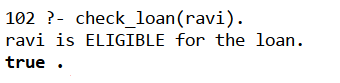 102 ?- check_loan(ravi).
ravi is ELIGIBLE for the loan.
true .